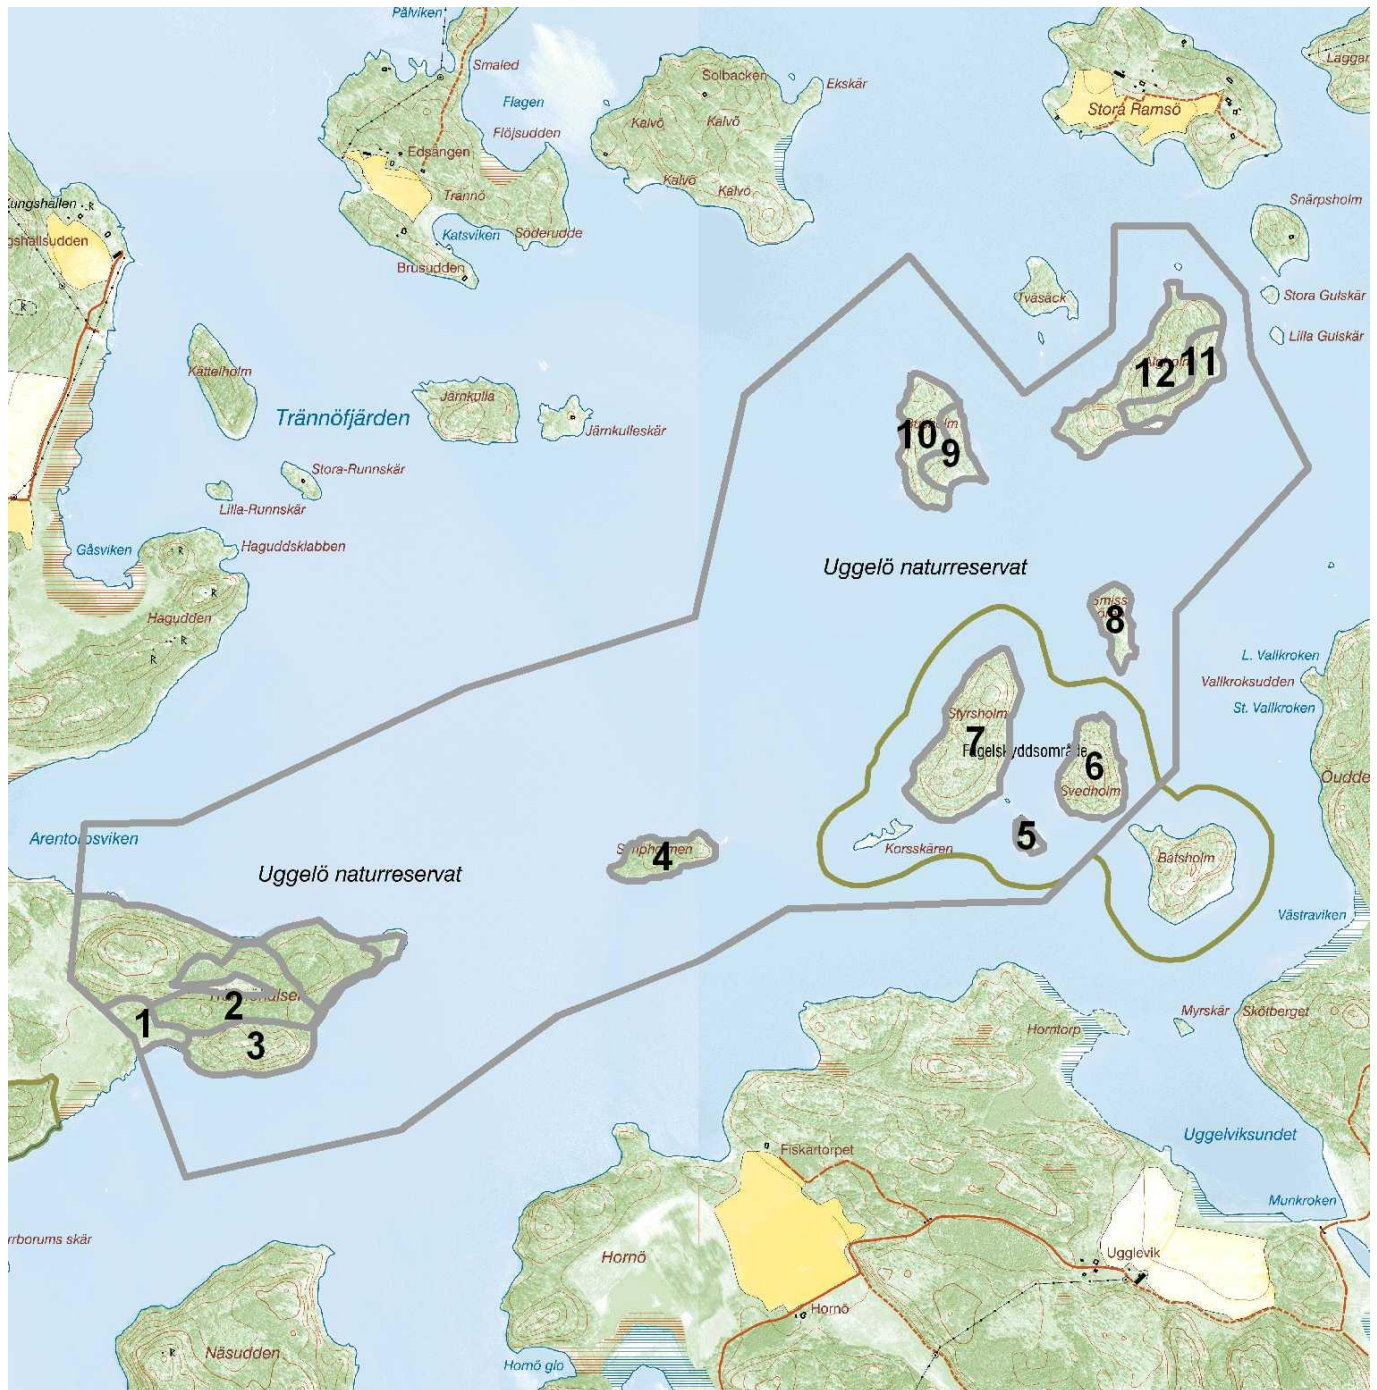 Pålviken
Smaled
Flagen
Flöjsudden
Solbacken
Ekskär
Kalvö
Kalvö
Kalvö
Kalvö
Stora Ramsö
Edsängen
Trännö
Katsviken
Söderudde
Brusudden
Snärpsholm
Stora Gulskär
Lilla Gulskär
Tvåsäck
Kättelholm
Trännöfjärden
Järnkulla
Järnkulleskär
Stora-Runnskär
Lilla-Runnskär
Gåsviken
Haguddsklabben
Hagudden
R
R
R
R
R
12
11
10
9
Uggelö naturreservat
8
L. Vallkroken
Vallkroksudden
St. Vallkroken
Styrsholm
7
Fågelskyddsområde
6
Svedholm
5
Korsskären
Båtsholm
4
Uggelö naturreservat
Västraviken
1
2
3
Myrskär
Skötberget
Horntorp
Uggelviksundet
Munkroken
Fiskartorpet
Ugglevik
Hornö
Hornö
Näsudden
R
Hornö glo